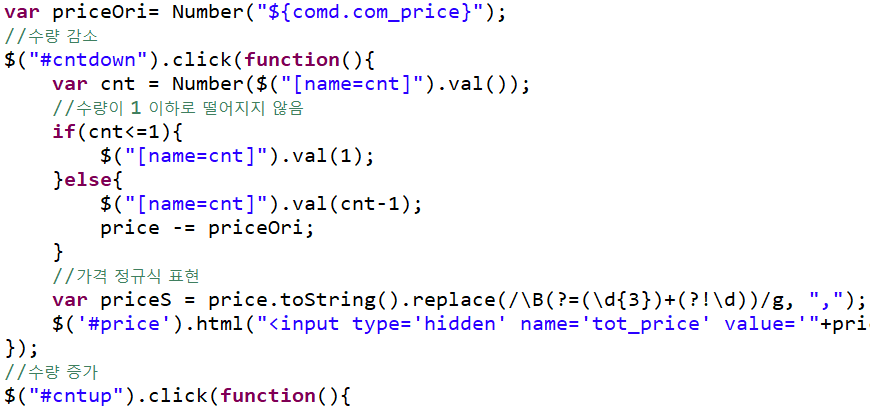 var priceOri= Number("${comd.com_price}");
//수량 감소
$("#cntdown").click(function(){
    var cnt = Number($("[name=cnt]").val());
    //수량이 1 이하로 떨어지지 않음
    if(cnt<=1){
        $("[name=cnt]").val(1);
    }else{
        $("[name=cnt]").val(cnt-1);
        price -= priceOri;
    }
    //가격 정규식 표현
    var priceS = price.toString().replace(/\B(?=(\d{3})+(?!\d))/g, ",");
    $('#price').html("<input type='hidden' name='tot_price' value='"+pri
});
//수량 증가
$("#cntup").click(function(){